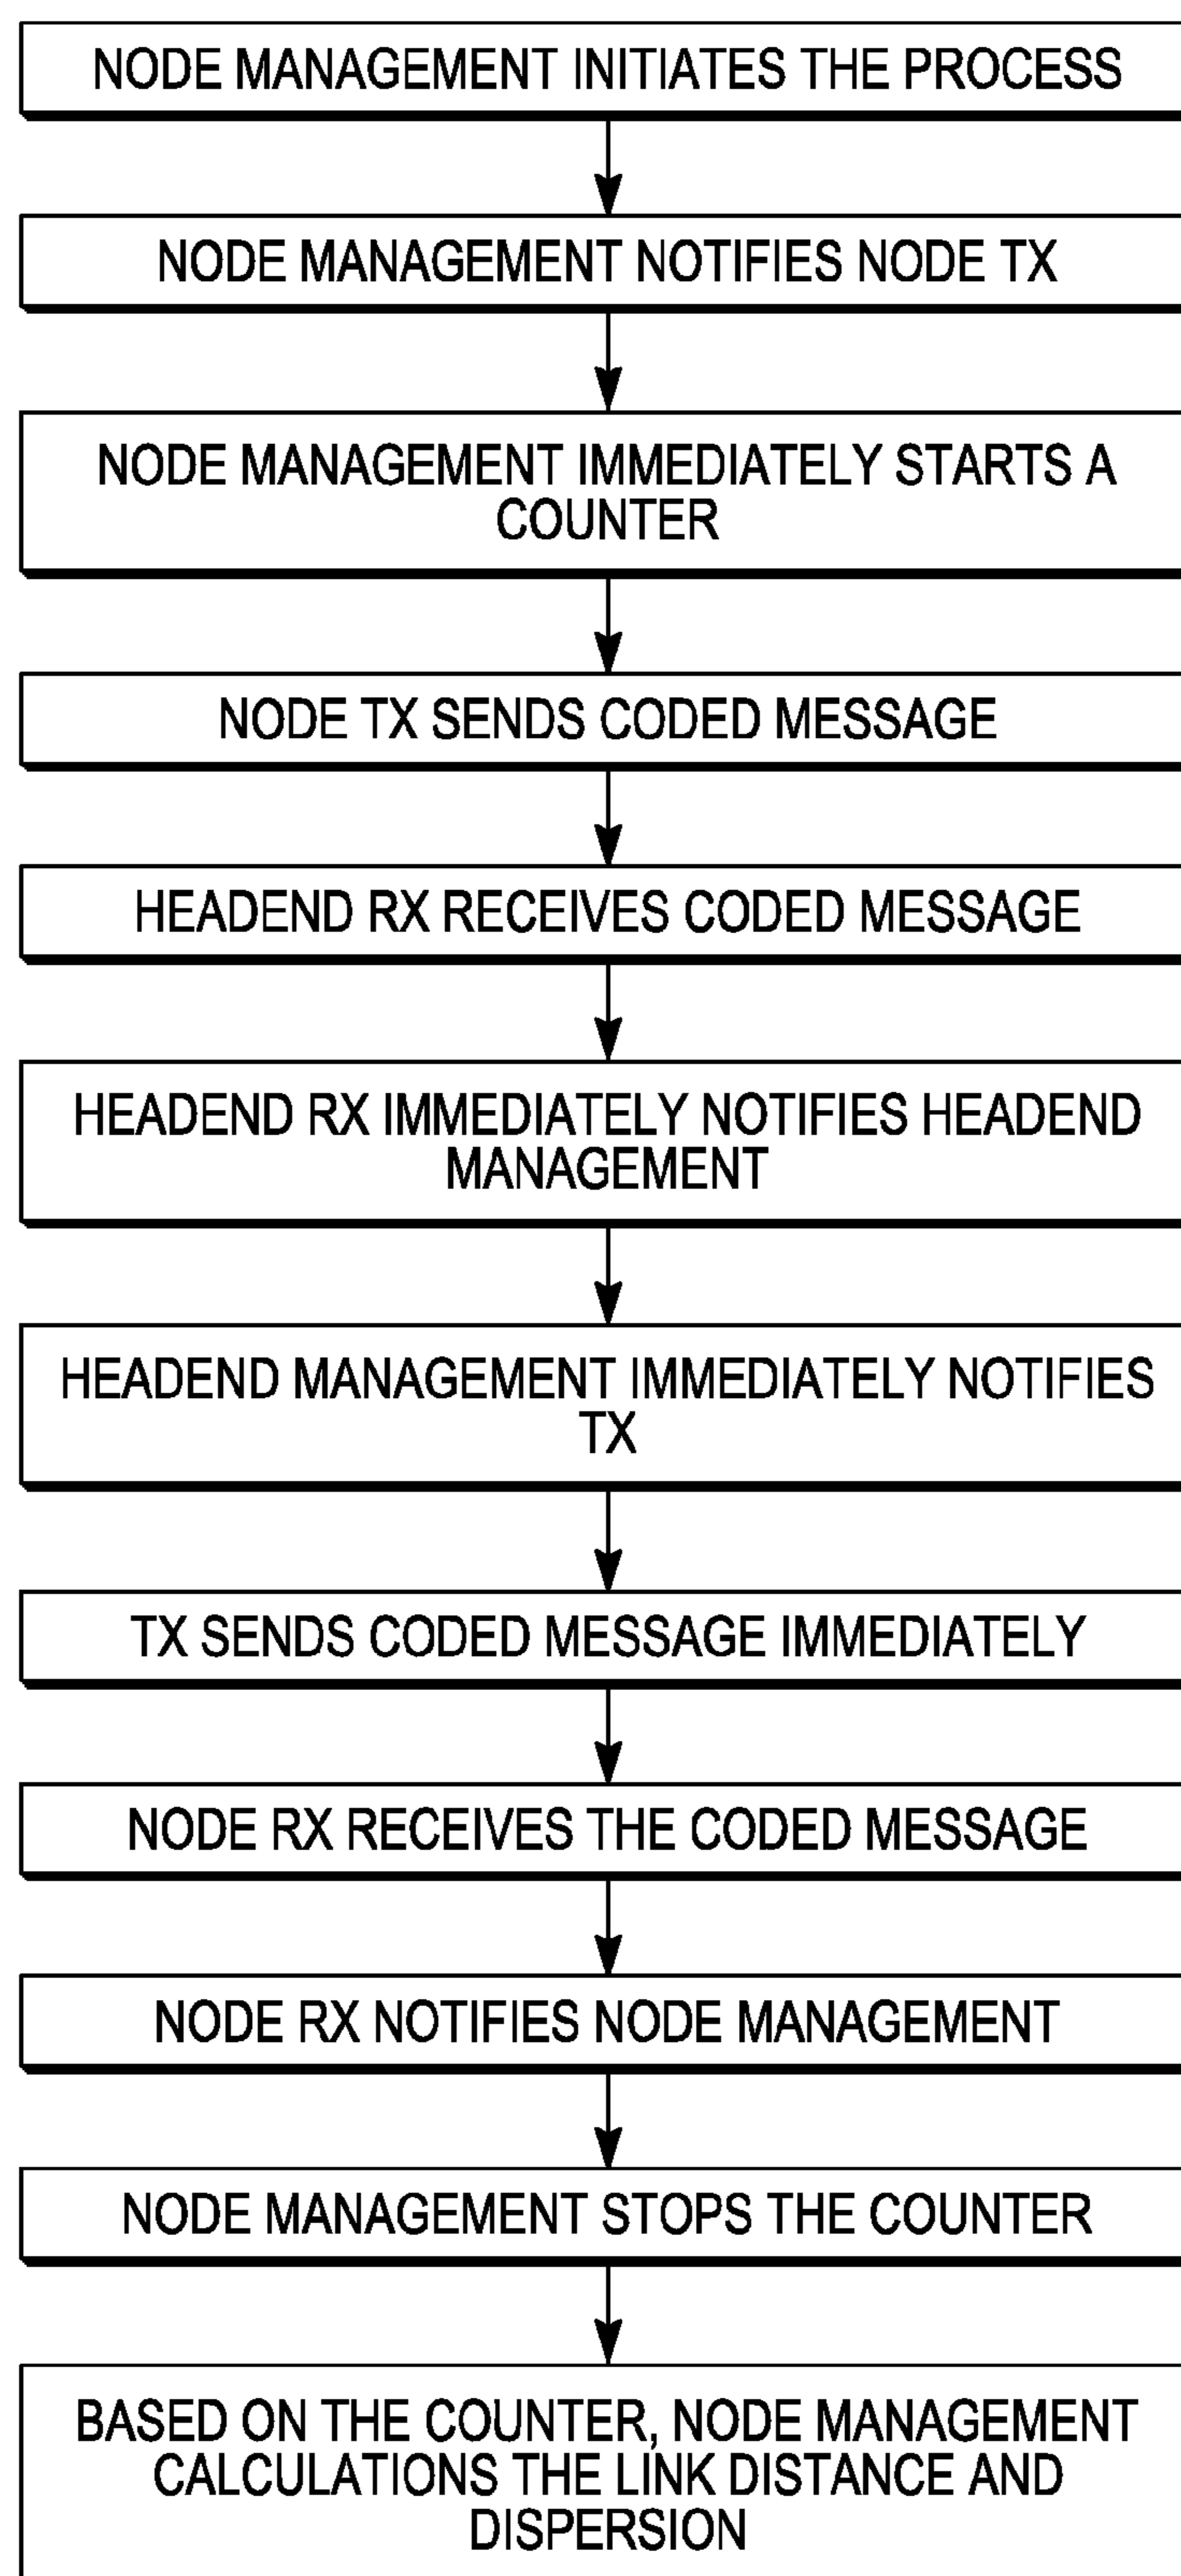 NODE MANAGEMENT INITIATES THE PROCESS
NODE MANAGEMENT NOTIFIES NODE TX
NODE MANAGEMENT IMMEDIATELY STARTS A
COUNTER
NODE TX SENDS CODED MESSAGE
HEADEND RX RECEIVES CODED MESSAGE
HEADEND RX IMMEDIATELY NOTIFIES HEADEND
MANAGEMENT
HEADEND MANAGEMENT IMMEDIATELY NOTIFIES
TX
TX SENDS CODED MESSAGE IMMEDIATELY
NODE RX RECEIVES THE CODED MESSAGE
NODE RX NOTIFIES NODE MANAGEMENT
NODE MANAGEMENT STOPS THE COUNTER
BASED ON THE COUNTER, NODE MANAGEMENT
CALCULATIONS THE LINK DISTANCE AND
DISPERSION